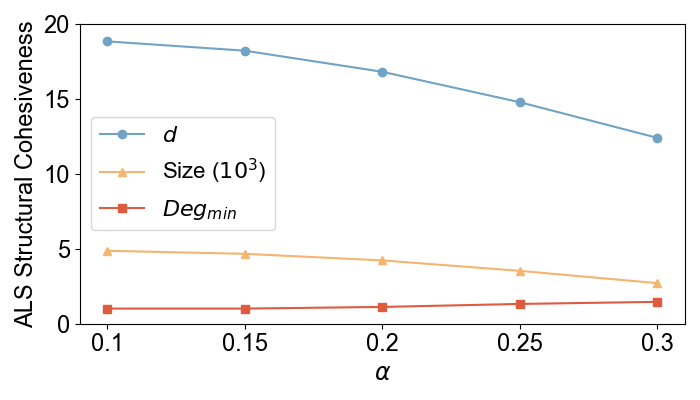 ALS Structural Cohesiveness
20
15
10
5
0
d
Size (10³)
Deg_min
0.1 0.15 0.2 0.25 0.3
α